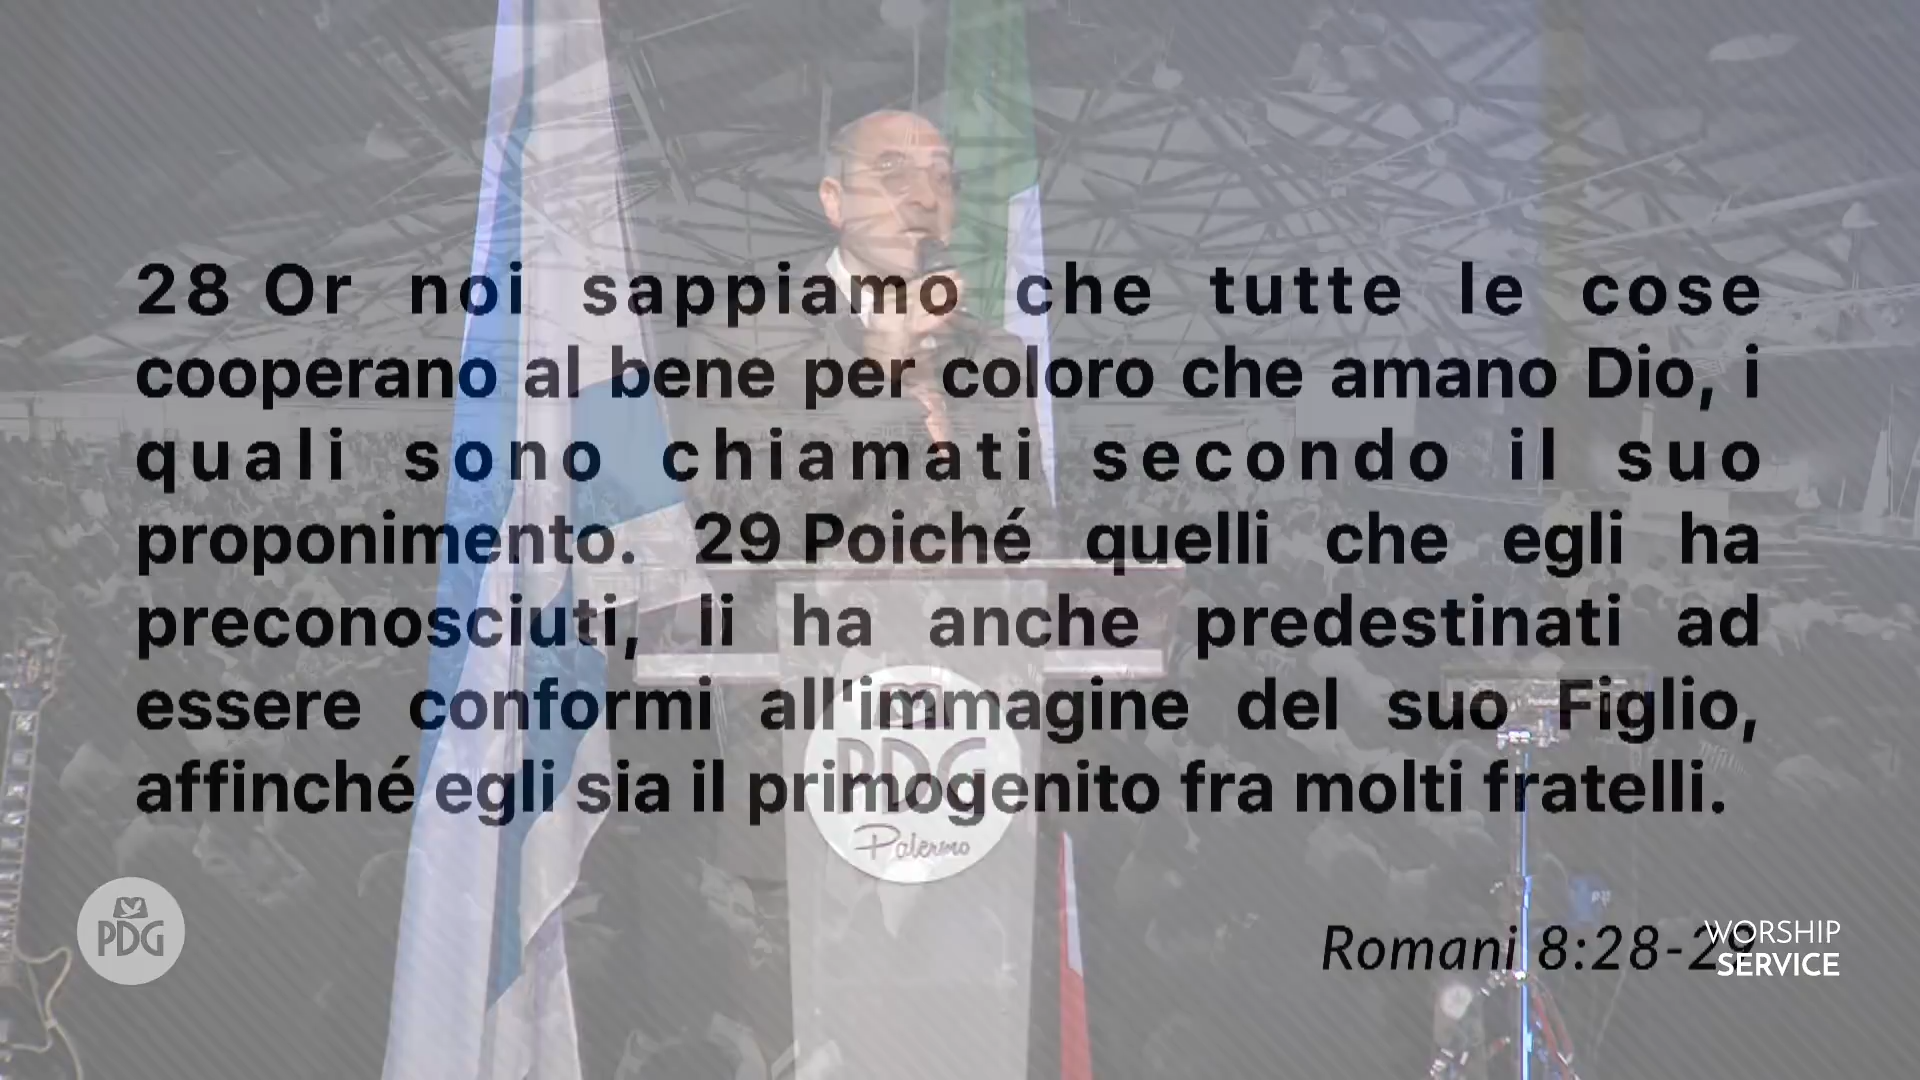 28 Or noi sappiamo che tutte le cose
cooperano al bene per coloro che amano Dio, i
quali sono chiamati secondo il suo
proponimento. 29 Poiché quelli che egli ha
preconosciuti, li ha anche predestinati ad
essere conformi all'immagine del suo Figlio,
affinché egli sia il primogenito fra molti fratelli.
PDG
Palermo
PDG
Romani 8:28-29
WORSHIP
SERVICE